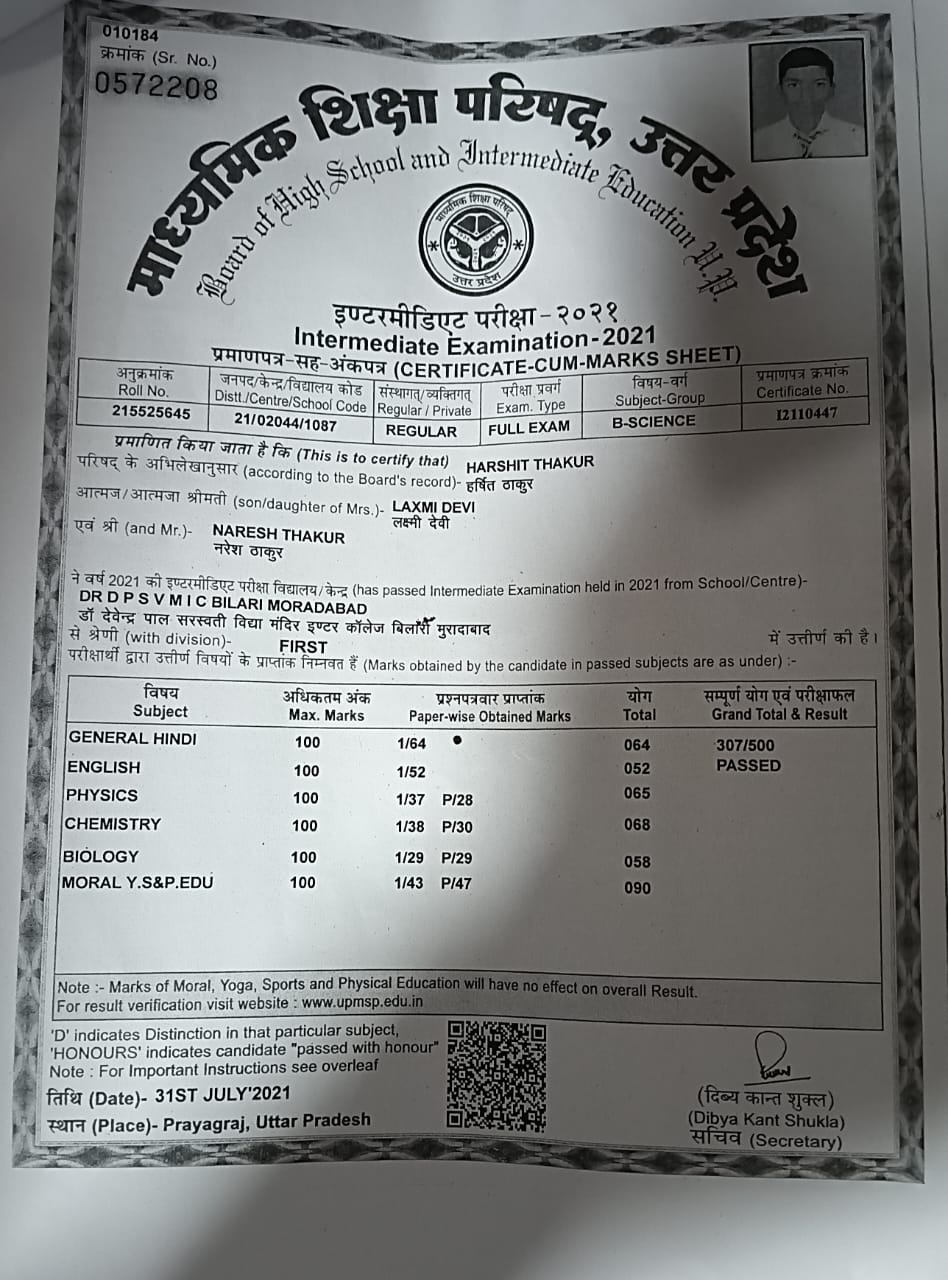 010184
क्रमांक (Sr. No.)
0572208
माध्यमिक शिक्षा परिषद्, उत्तर प्रदेश
Board of High School and Intermediate Education U.P.
माध्यमिक शिक्षा परिषद्
उत्तर प्रदेश
इण्टरमीडिएट परीक्षा - २०२१
Intermediate Examination-2021
प्रमाणपत्र-सह-अंकपत्र (CERTIFICATE-CUM-MARKS SHEET)
अनुक्रमांक जनपद/केन्द्र/विद्यालय कोड संस्थागत/व्यक्तिगत् परीक्षा प्रवर्ग विषय-वर्ग प्रमाणपत्र क्रमांक
Roll No. Distt./Centre/School Code Regular / Private Exam. Type Subject-Group Certificate No.
215525645 21/02044/1087 REGULAR FULL EXAM B-SCIENCE I2110447
प्रमाणित किया जाता है कि (This is to certify that) HARSHIT THAKUR
परिषद् के अभिलेखानुसार (according to the Board's record)- हर्षित ठाकुर
आत्मज/आत्मजा श्रीमती (son/daughter of Mrs.)- LAXMI DEVI
लक्ष्मी देवी
एवं श्री (and Mr.)- NARESH THAKUR
नरेश ठाकुर
ने वर्ष 2021 की इण्टरमीडिएट परीक्षा विद्यालय/केन्द्र (has passed Intermediate Examination held in 2021 from School/Centre)-
DR D P S V M I C BILARI MORADABAD
डॉ देवेन्द्र पाल सरस्वती विद्या मंदिर इण्टर कॉलेज बिलारी मुरादाबाद
से श्रेणी (with division)- FIRST में उत्तीर्ण की है।
परीक्षार्थी द्वारा उत्तीर्ण विषयों के प्राप्तांक निम्नवत हैं (Marks obtained by the candidate in passed subjects are as under) :-
विषय अधिकतम अंक प्रश्नपत्रवार प्राप्तांक योग सम्पूर्ण योग एवं परीक्षाफल
Subject Max. Marks Paper-wise Obtained Marks Total Grand Total & Result
GENERAL HINDI 100 1/64 064 307/500
ENGLISH 100 1/52 052 PASSED
PHYSICS 100 1/37 P/28 065
CHEMISTRY 100 1/38 P/30 068
BIOLOGY 100 1/29 P/29 058
MORAL Y.S&P.EDU 100 1/43 P/47 090
Note :- Marks of Moral, Yoga, Sports and Physical Education will have no effect on overall Result.
For result verification visit website : www.upmsp.edu.in
'D' indicates Distinction in that particular subject,
'HONOURS' indicates candidate "passed with honour"
Note : For Important Instructions see overleaf
तिथि (Date)- 31ST JULY'2021
स्थान (Place)- Prayagraj, Uttar Pradesh
(दिब्य कान्त शुक्ल)
(Dibya Kant Shukla)
सचिव (Secretary)